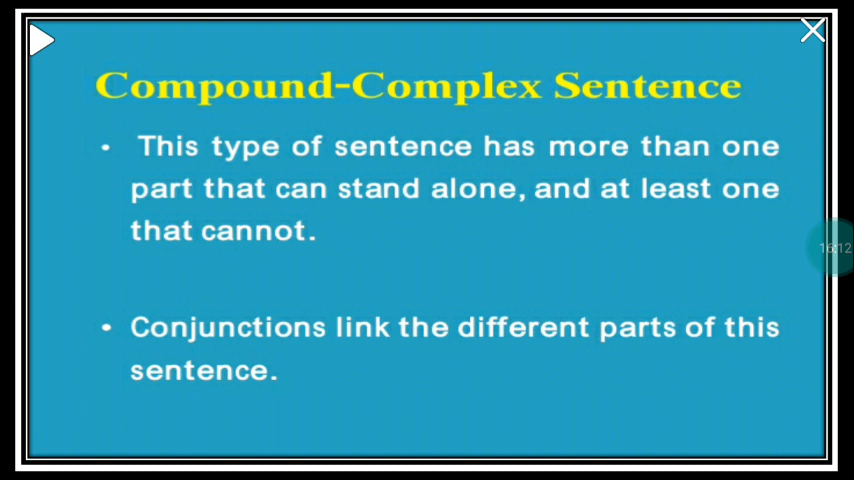 Compound-Complex Sentence
• This type of sentence has more than one
part that can stand alone, and at least one
that cannot.
• Conjunctions link the different parts of this
sentence.
16:12